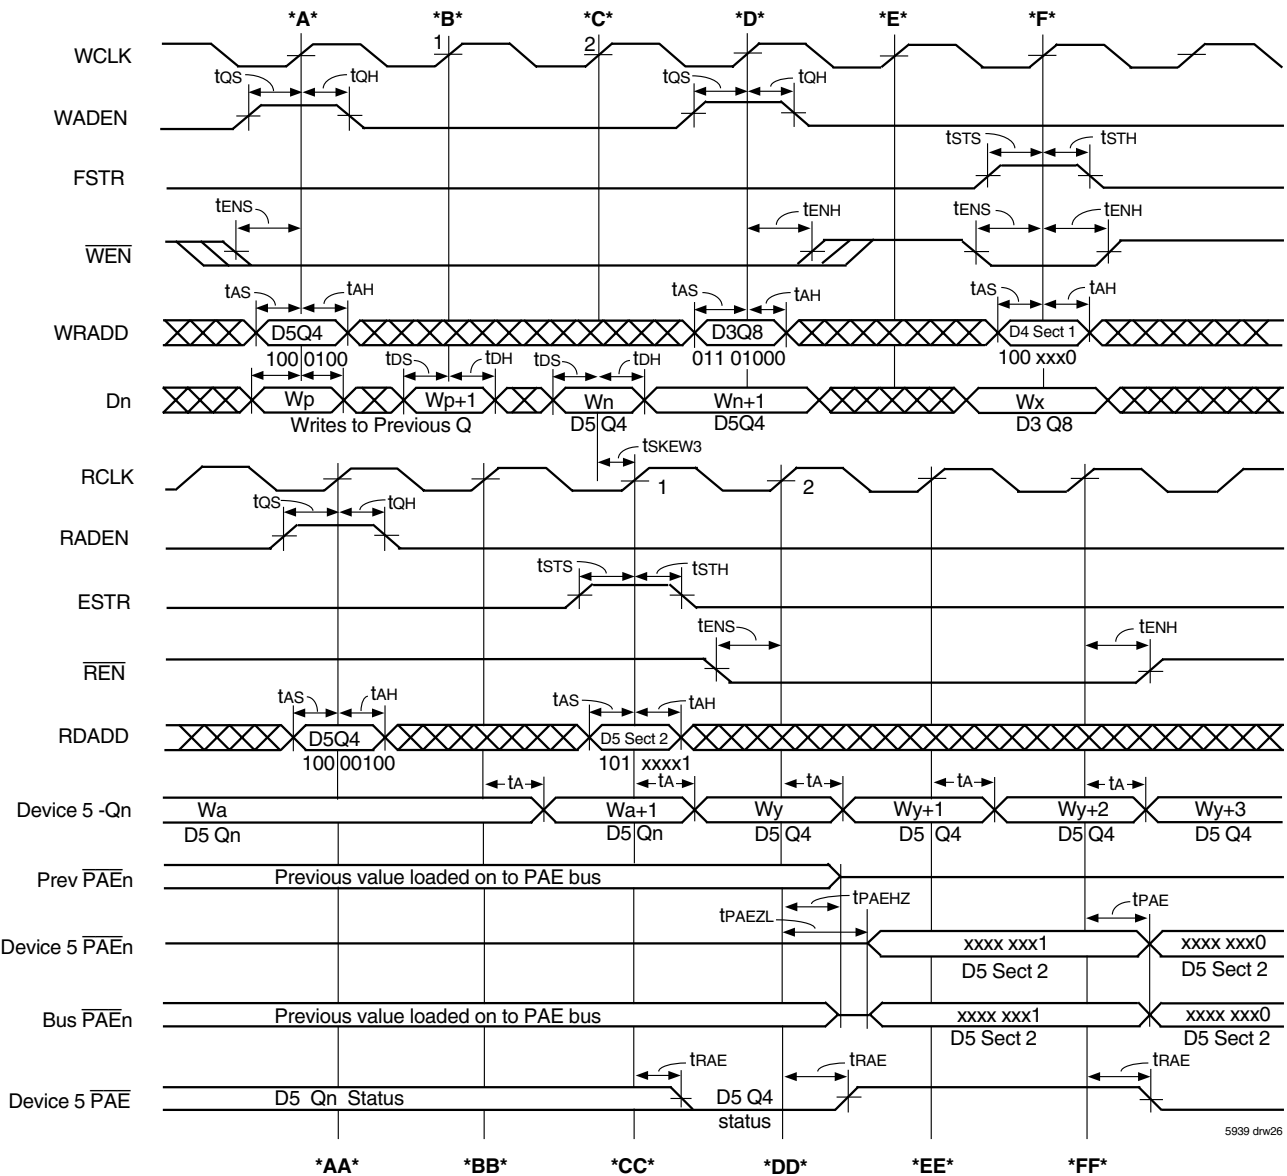 *A* *B* *C* *D* *E* *F*
WCLK 1 2
tQS tQH tQS tQH
WADEN
tSTS tSTH
FSTR
tENS tENH tENS tENH
WEN
tAS tAH tAS tAH tAS tAH
WRADD D5Q4 D3Q8 D4 Sect 1
100 0100 011 01000 100 xxx0
tDS tDH tDS tDH
Dn Wp Wp+1 Wn Wn+1 Wx
Writes to Previous Q D5 Q4 D5Q4 D3 Q8
tSKEW3
RCLK 1 2
tQS tQH
RADEN
tSTS tSTH
ESTR
tENS tENH
REN
tAS tAH tAS tAH
RDADD D5Q4 D5 Sect 2
100 00100 101 xxxx1
tA tA tA tA tA
Device 5 -Qn Wa Wa+1 Wy Wy+1 Wy+2 Wy+3
D5 Qn D5 Qn D5 Q4 D5 Q4 D5 Q4 D5 Q4
Prev PAEn Previous value loaded on to PAE bus
tPAEHZ tPAE
tPAEZL
Device 5 PAEn xxxx xxx1 xxxx xxx0
D5 Sect 2 D5 Sect 2
Bus PAEn Previous value loaded on to PAE bus xxxx xxx1 xxxx xxx0
D5 Sect 2 D5 Sect 2
tRAE tRAE tRAE
Device 5 PAE D5 Qn Status D5 Q4
status
5939 drw26
*AA* *BB* *CC* *DD* *EE* *FF*